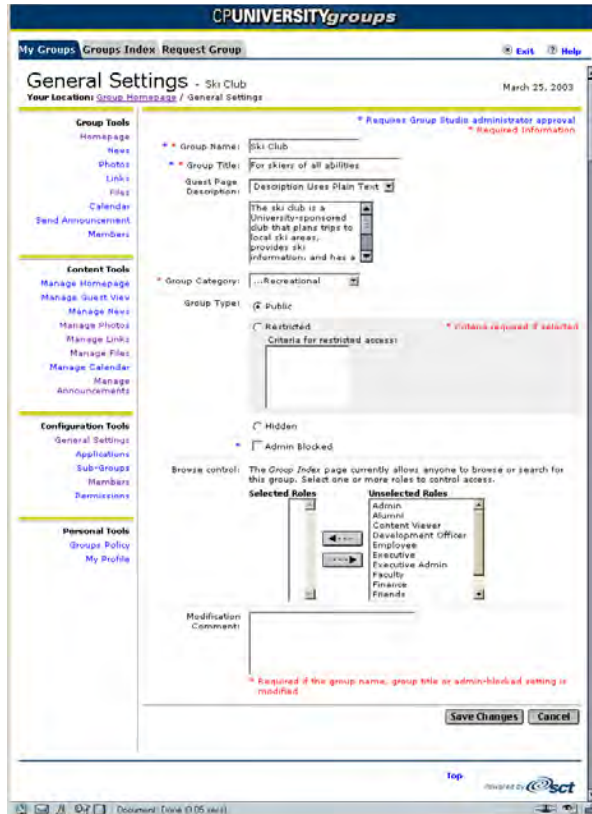 CPUNIVERSITYgroups
My Groups Groups Index Request Group
Exit Help
General Settings - Ski Club
March 25, 2003
Your Location: Group Homepage / General Settings
Group Tools
Homepage
News
Photos
Links
Files
Calendar
Send Announcement
Members
Content Tools
Manage Homepage
Manage Guest View
Manage News
Manage Photos
Manage Links
Manage Files
Manage Calendar
Manage
Announcements
Configuration Tools
General Settings
Applications
Sub-Groups
Members
Permissions
Personal Tools
Groups Policy
My Profile
* Requires Group Studio administrator approval
* Required Information
* * Group Name: Ski Club
* * Group Title: For skiers of all abilities
Guest Page
Description: Description Uses Plain Text
The ski club is a
University-sponsored
club that plans trips to
local ski areas,
provides ski
information, and has a
* Group Category: ...Recreational
Group Type: Public
Restricted * Criteria required if selected
Criteria for restricted access:
Hidden
* Admin Blocked
Browse control: The Group Index page currently allows anyone to browse or search for
this group. Select one or more roles to control access.
Selected Roles Unselected Roles
Admin
Alumni
Content Viewer
Development Officer
Employee
Executive
Executive Admin
Faculty
Finance
Friends
Modification
Comment:
* Required if the group name, group title or admin-blocked setting is
modified
Save Changes Cancel
Top
Powered by sct
Document: Done (0.05 secs)